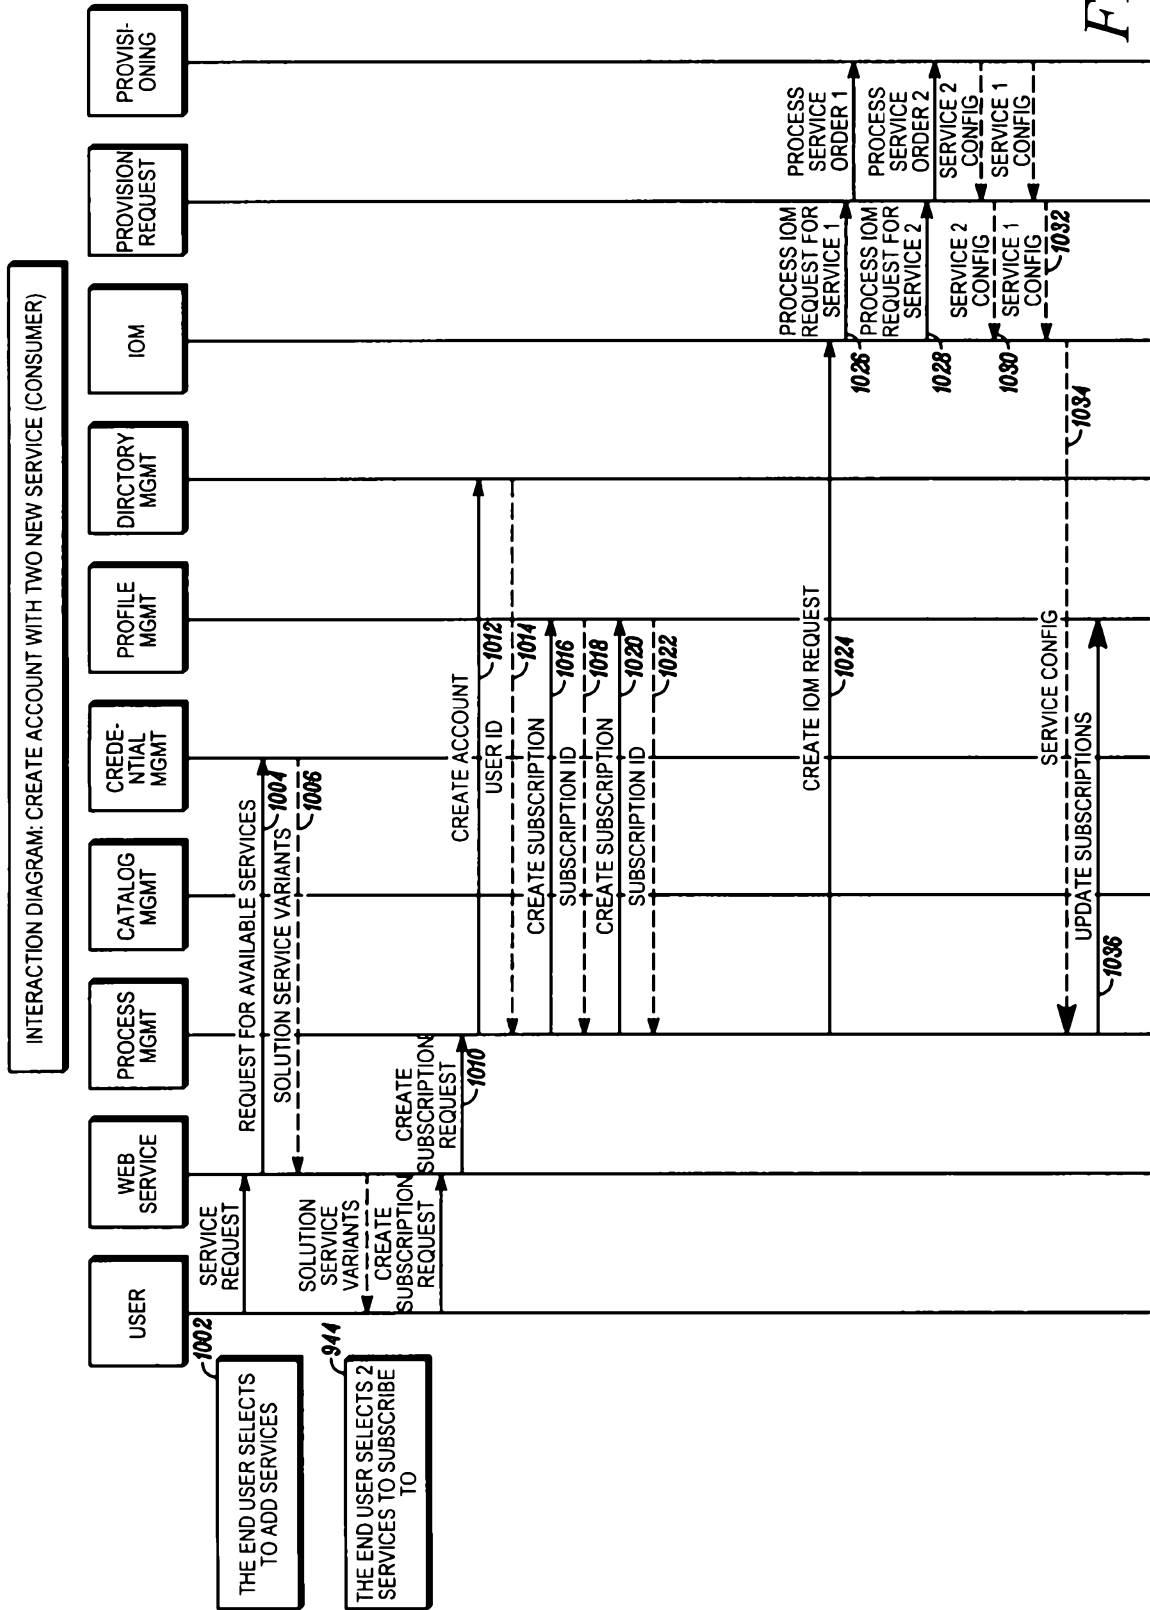 INTERACTION DIAGRAM: CREATE ACCOUNT WITH TWO NEW SERVICE (CONSUMER)
USER
WEB
SERVICE
PROCESS
MGMT
CATALOG
MGMT
CREDE-
NTIAL
MGMT
PROFILE
MGMT
DIRCTORY
MGMT
IOM
PROVISION
REQUEST
PROVISI-
ONING
1002
THE END USER SELECTS
TO ADD SERVICES
SERVICE
REQUEST
REQUEST FOR AVAILABLE SERVICES
1004
SOLUTION SERVICE VARIANTS
1006
944
THE END USER SELECTS 2
SERVICES TO SUBSCRIBE
TO
SOLUTION
SERVICE
VARIANTS
CREATE
SUBSCRIPTION
REQUEST
CREATE
SUBSCRIPTION
REQUEST
1010
CREATE ACCOUNT
1012
USER ID
1014
CREATE SUBSCRIPTION
1016
SUBSCRIPTION ID
1018
CREATE SUBSCRIPTION
1020
SUBSCRIPTION ID
1022
CREATE IOM REQUEST
1024
PROCESS IOM
REQUEST FOR
SERVICE 1
1026
PROCESS
SERVICE
ORDER 1
PROCESS IOM
REQUEST FOR
SERVICE 2
1028
PROCESS
SERVICE
ORDER 2
SERVICE 2
CONFIG
SERVICE 2
CONFIG
1030
SERVICE 1
CONFIG
SERVICE 1
CONFIG
1032
SERVICE CONFIG
1034
UPDATE SUBSCRIPTIONS
1036